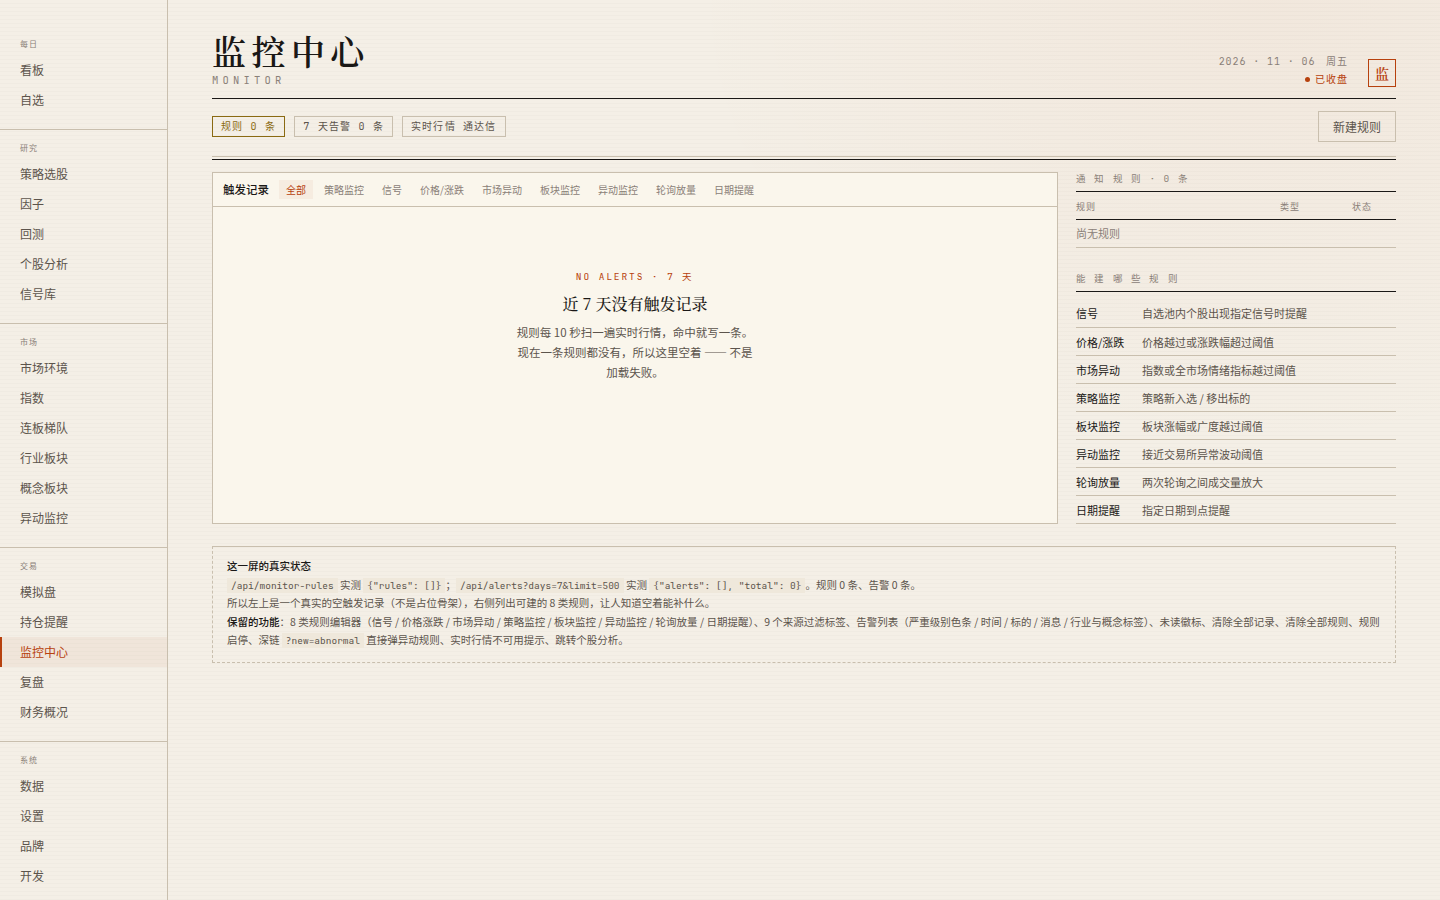 每日
看板
自选
研究
策略选股
因子
回测
个股分析
信号库
市场
市场环境
指数
连板梯队
行业板块
概念板块
异动监控
交易
模拟盘
持仓提醒
监控中心
复盘
财务概况
系统
数据
设置
品牌
开发
监控中心
MONITOR
2026 · 11 · 06 周五
已收盘
监
规则 0 条
7 天告警 0 条
实时行情 通达信
新建规则
触发记录 全部 策略监控 信号 价格/涨跌 市场异动 板块监控 异动监控 轮询放量 日期提醒
NO ALERTS · 7 天
近 7 天没有触发记录
规则每 10 秒扫一遍实时行情，命中就写一条。
现在一条规则都没有，所以这里空着 —— 不是
加载失败。
通知规则 · 0 条
规则 类型 状态
尚无规则
能建哪些规则
信号 自选池内个股出现指定信号时提醒
价格/涨跌 价格越过或涨跌幅超过阈值
市场异动 指数或全市场情绪指标越过阈值
策略监控 策略新入选 / 移出标的
板块监控 板块涨幅或广度越过阈值
异动监控 接近交易所异常波动阈值
轮询放量 两次轮询之间成交量放大
日期提醒 指定日期到点提醒
这一屏的真实状态
/api/monitor-rules 实测 {"rules": []}； /api/alerts?days=7&limit=500 实测 {"alerts": [], "total": 0}。规则 0 条、告警 0 条。
所以左上是一个真实的空触发记录（不是占位骨架），右侧列出可建的 8 类规则，让人知道空着能补什么。
保留的功能：8 类规则编辑器（信号 / 价格涨跌 / 市场异动 / 策略监控 / 板块监控 / 异动监控 / 轮询放量 / 日期提醒）、9 个来源过滤标签、告警列表（严重级别色条 / 时间 / 标的 / 消息 / 行业与概念标签）、未读徽标、清除全部记录、清除全部规则、规则
启停、深链 ?new=abnormal 直接弹异动规则、实时行情不可用提示、跳转个股分析。